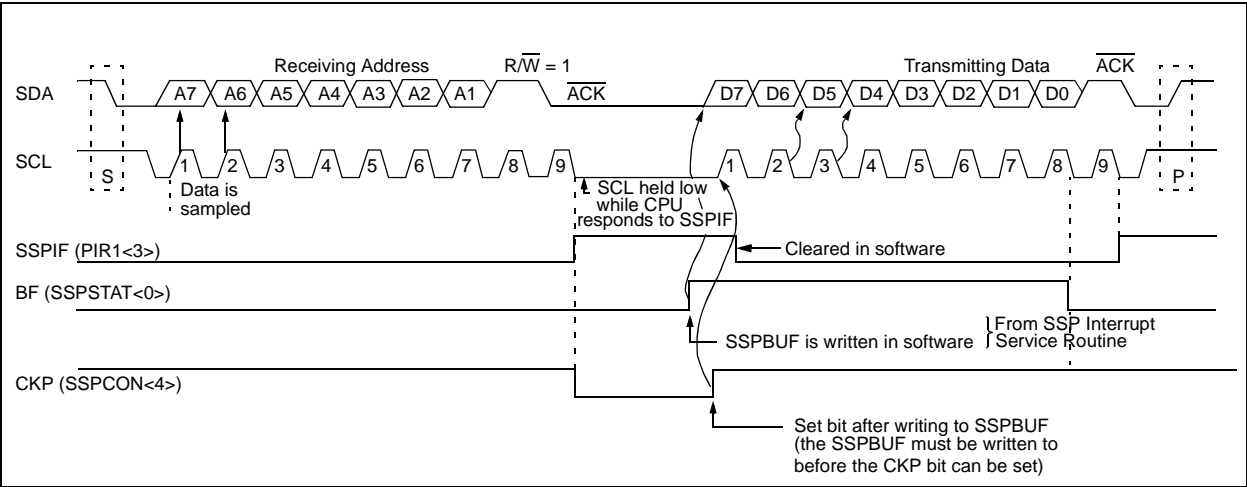 Receiving Address R/W = 1 Transmitting Data ACK
SDA A7 A6 A5 A4 A3 A2 A1 ACK D7 D6 D5 D4 D3 D2 D1 D0
SCL S 1 2 3 4 5 6 7 8 9 1 2 3 4 5 6 7 8 9 P
Data is
sampled
SCL held low
while CPU
responds to SSPIF
SSPIF (PIR1<3>)
Cleared in software
BF (SSPSTAT<0>)
SSPBUF is written in software
From SSP Interrupt
Service Routine
CKP (SSPCON<4>)
Set bit after writing to SSPBUF
(the SSPBUF must be written to
before the CKP bit can be set)